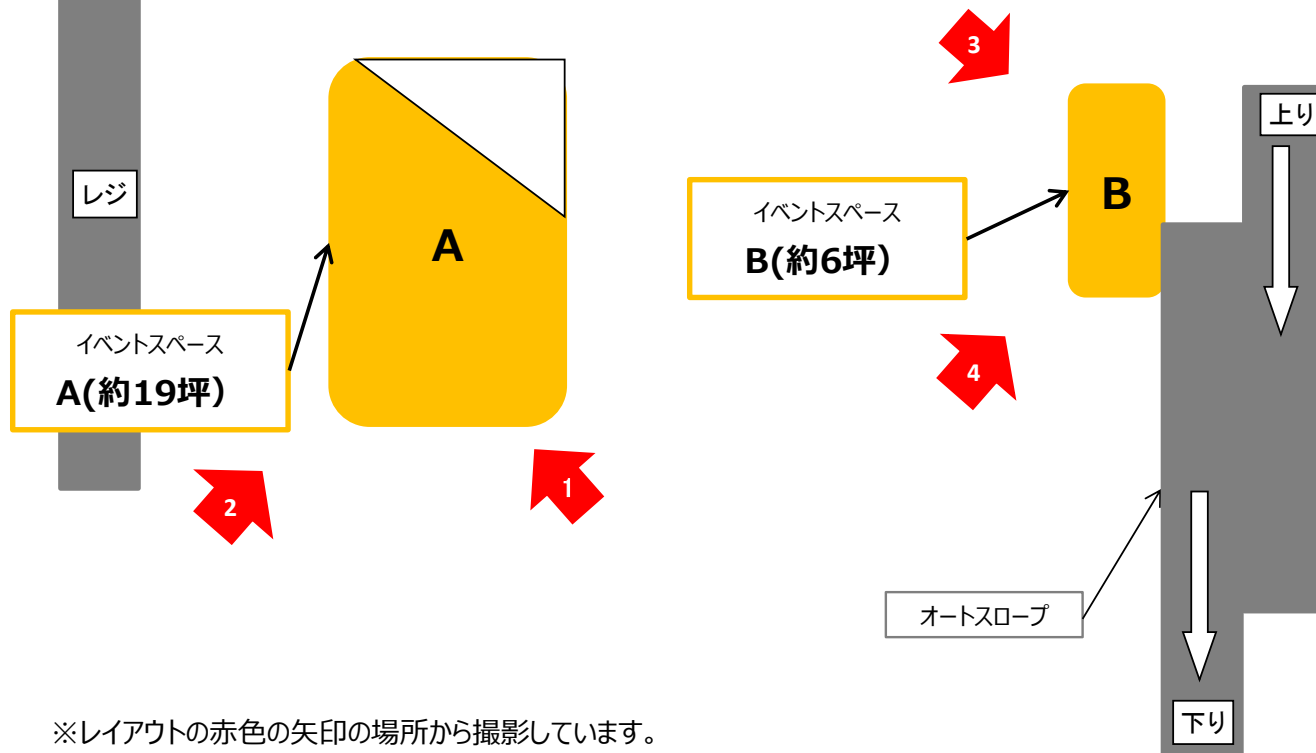 レジ
A
イベントスペース
A(約19坪)
1
2
3
上り
B
イベントスペース
B(約6坪)
4
オートスロープ
下り
※レイアウトの赤色の矢印の場所から撮影しています。